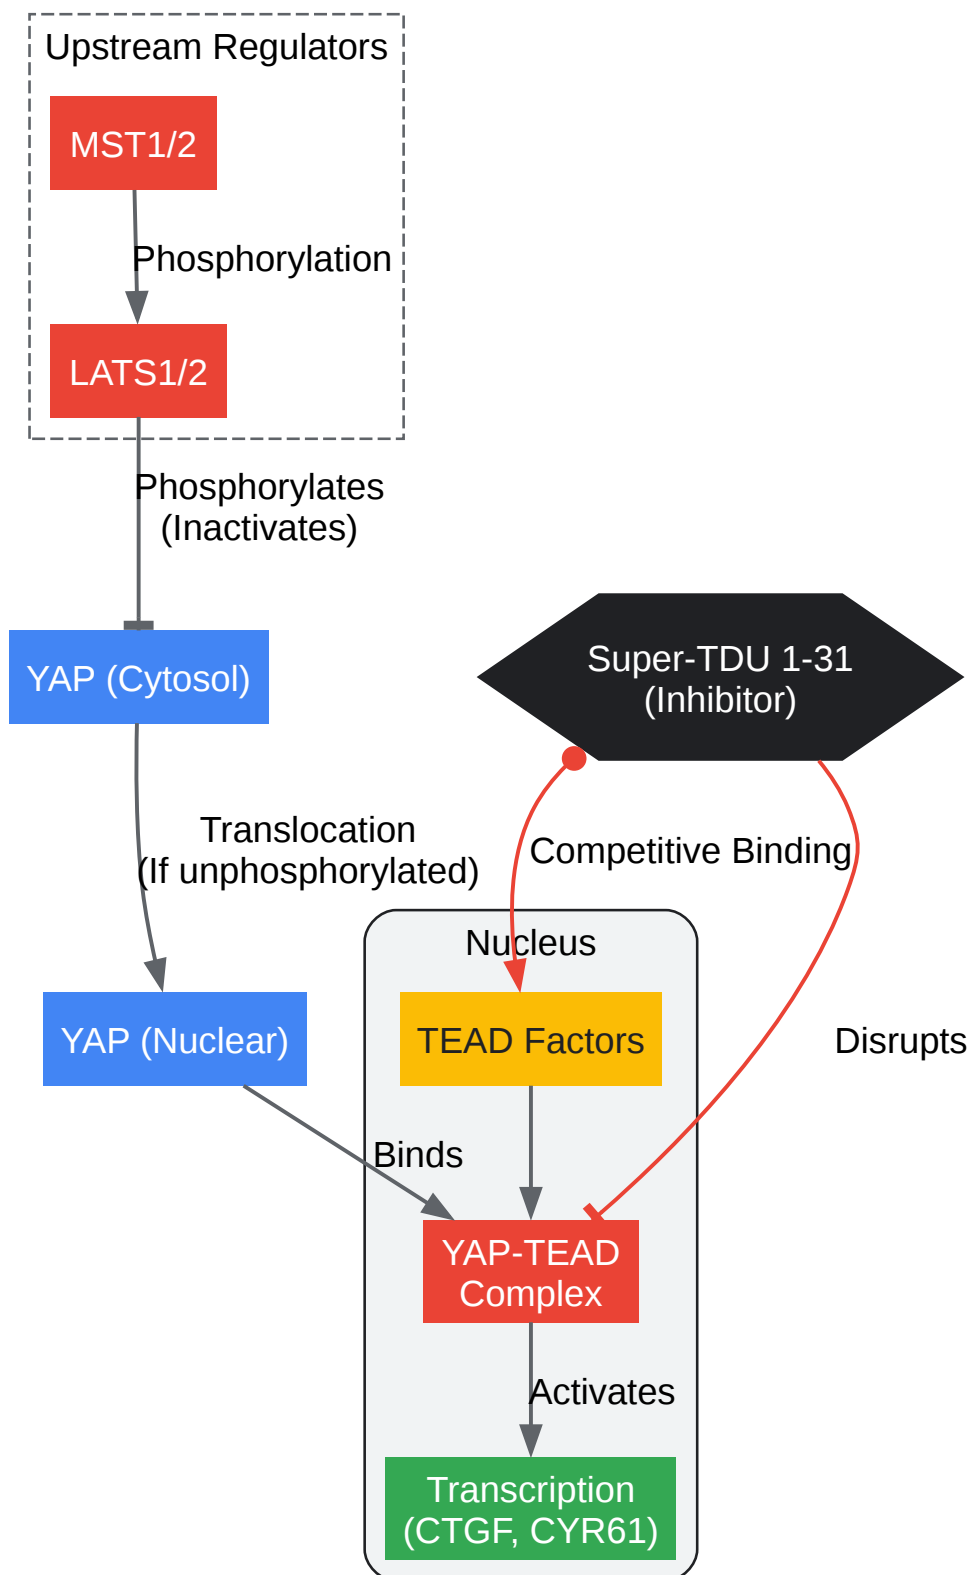 Upstream Regulators
MST1/2
Phosphorylation
LATS1/2
Phosphorylates
(Inactivates)
YAP (Cytosol)
Super-TDU 1-31
(Inhibitor)
Translocation
(If unphosphorylated)
Competitive Binding
Nucleus
YAP (Nuclear)
TEAD Factors
Disrupts
Binds
YAP-TEAD
Complex
Activates
Transcription
(CTGF, CYR61)